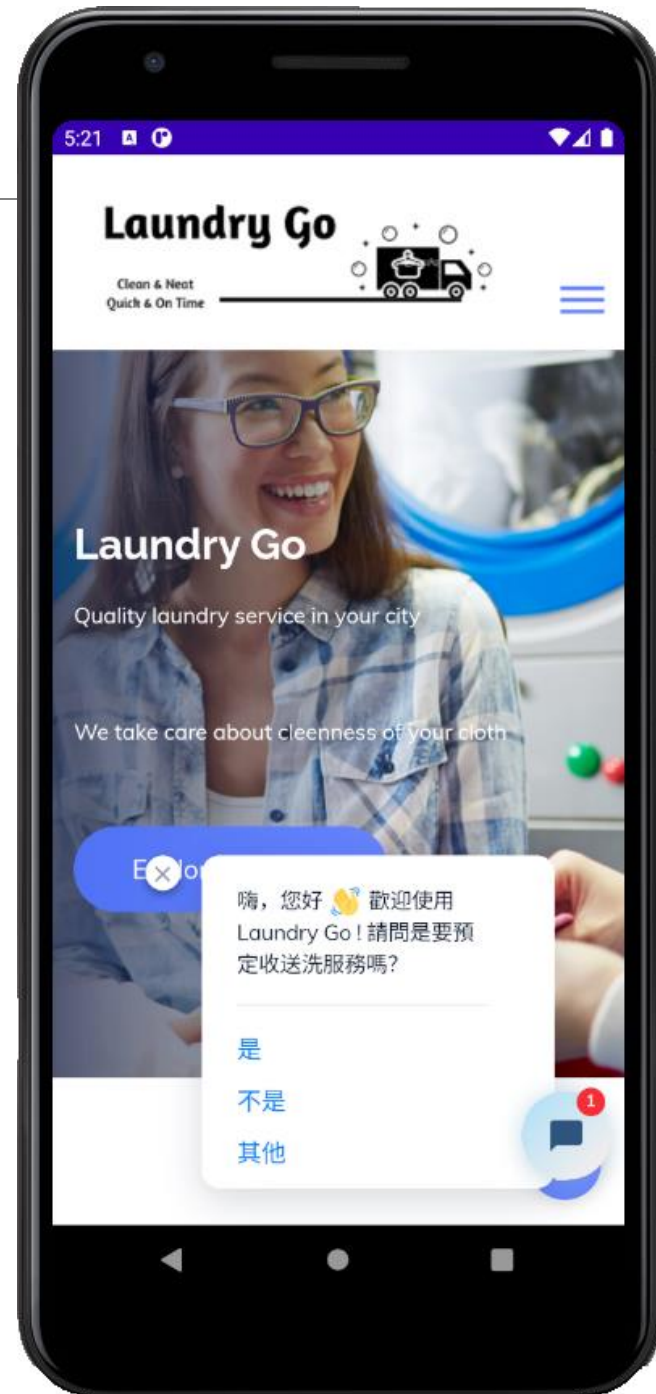 5:21
Laundry Go
Clean & Neat
Quick & On Time
Laundry Go
Quality laundry service in your city
We take care about cleenness of your cloth
嗨，您好 👋 歡迎使用
Laundry Go ! 請問是要預
定收送洗服務嗎?
是
不是
其他
1